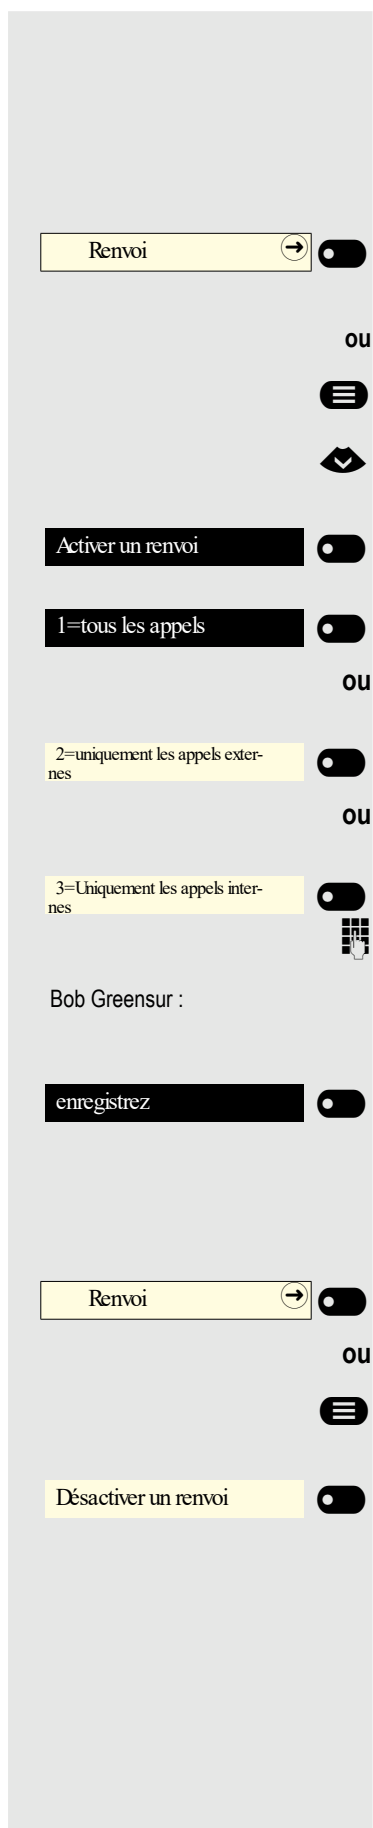 Renvoi
ou
Activer un renvoi
1=tous les appels
ou
2=uniquement les appels exter-
nes
ou
3=Uniquement les appels inter-
nes
Bob Greensur :
enregistrez
Renvoi
ou
Désactiver un renvoi